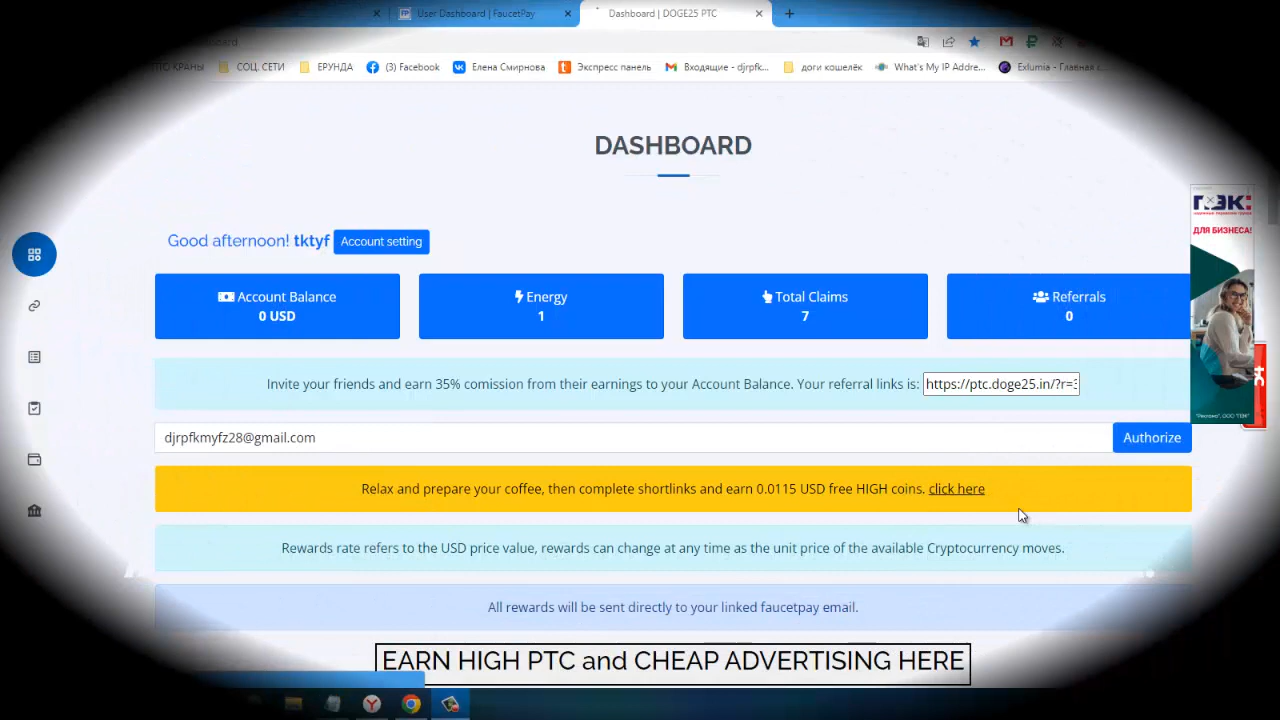 User Dashboard | FaucetPay
Dashboard | DOGE25 PTC
КРАНЫ
СОЦ. СЕТИ
ЕРУНДА
(3) Facebook
Елена Смирнова
Экспресс панель
Входящие - djrpfk...
доги кошелёк
What's My IP Addre...
Exlumia - Главная
DASHBOARD
Good afternoon! tktyf
Account setting
Account Balance
0 USD
Energy
1
Total Claims
7
Referrals
0
Invite your friends and earn 35% comission from their earnings to your Account Balance. Your referral links is:
https://ptc.doge25.in/?r=
djrpfkmyfz28@gmail.com
Authorize
Relax and prepare your coffee, then complete shortlinks and earn 0.0115 USD free HIGH coins. click here
Rewards rate refers to the USD price value, rewards can change at any time as the unit price of the available Cryptocurrency moves.
All rewards will be sent directly to your linked faucetpay email.
EARN HIGH PTC and CHEAP ADVERTISING HERE
ДЛЯ БИЗНЕСА!